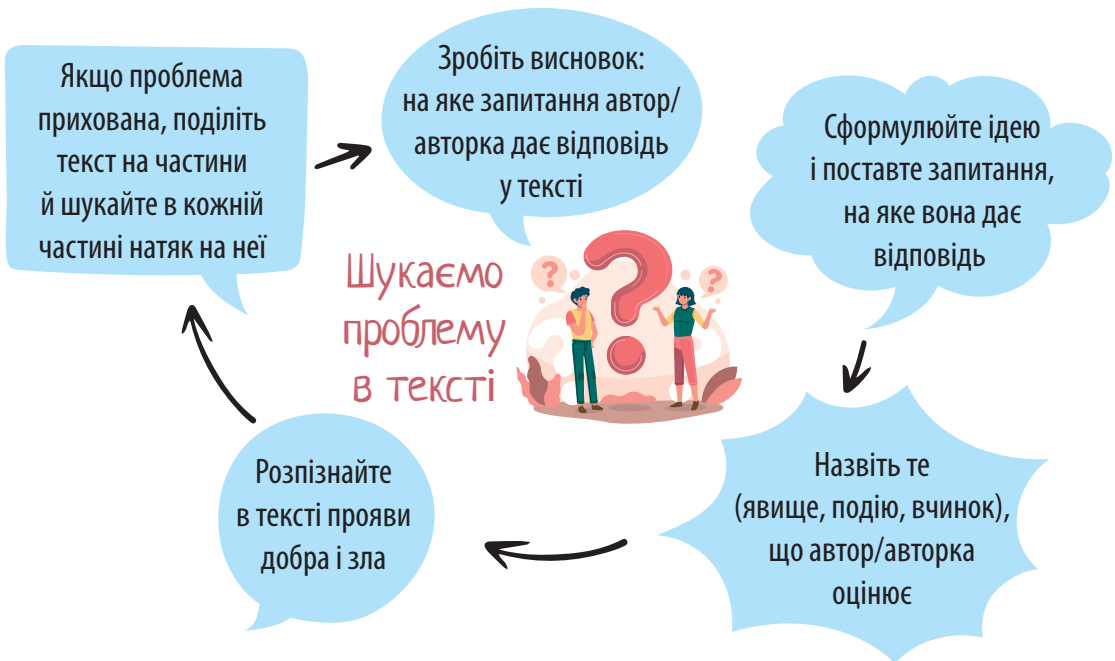 Якщо проблема
прихована, поділіть
текст на частини
й шукайте в кожній
частині натяк на неї
Зробіть висновок:
на яке запитання автор/
авторка дає відповідь
у тексті
Сформулюйте ідею
і поставте запитання,
на яке вона дає
відповідь
Шукаємо
проблему
в тексті
?
?
?
Розпізнайте
в тексті прояви
добра і зла
Назвіть те
(явище, подію, вчинок),
що автор/авторка
оцінює